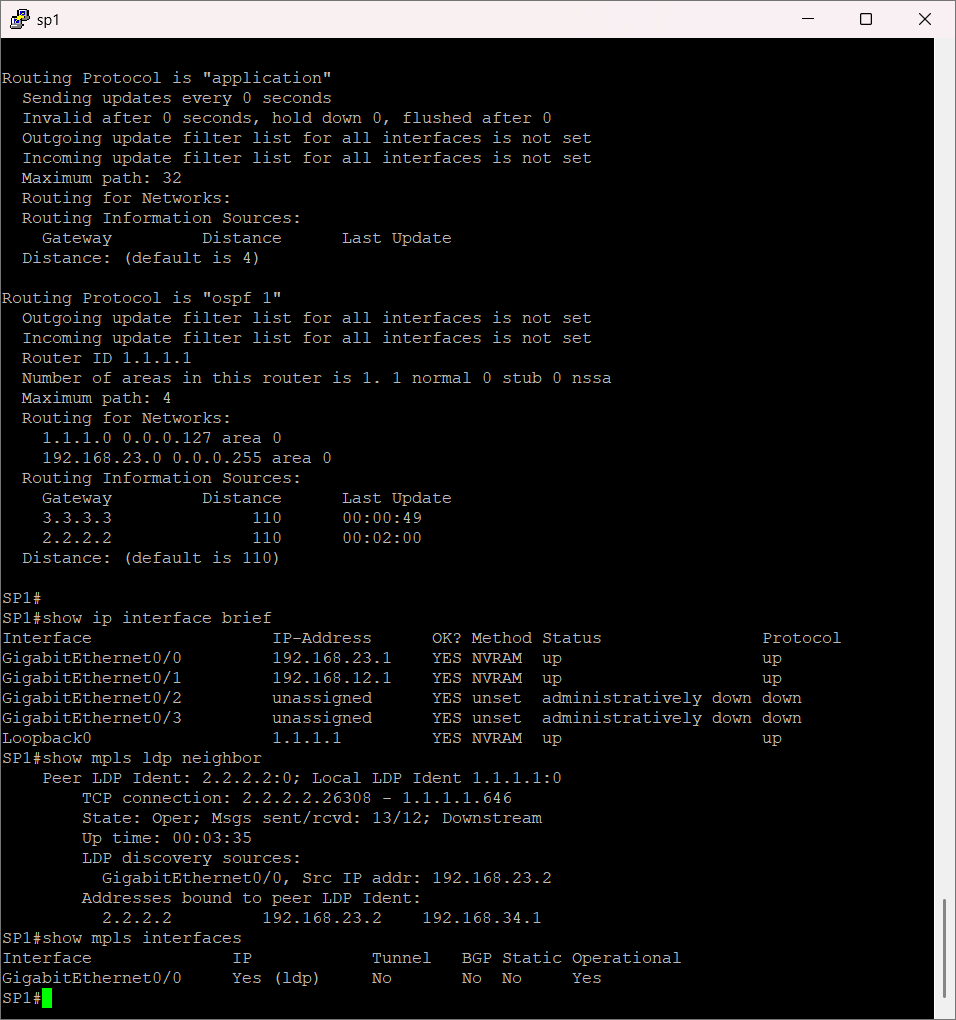 sp1
Routing Protocol is "application"
  Sending updates every 0 seconds
  Invalid after 0 seconds, hold down 0, flushed after 0
  Outgoing update filter list for all interfaces is not set
  Incoming update filter list for all interfaces is not set
  Maximum path: 32
  Routing for Networks:
  Routing Information Sources:
    Gateway         Distance      Last Update
  Distance: (default is 4)

Routing Protocol is "ospf 1"
  Outgoing update filter list for all interfaces is not set
  Incoming update filter list for all interfaces is not set
  Router ID 1.1.1.1
  Number of areas in this router is 1. 1 normal 0 stub 0 nssa
  Maximum path: 4
  Routing for Networks:
    1.1.1.0 0.0.0.127 area 0
    192.168.23.0 0.0.0.255 area 0
  Routing Information Sources:
    Gateway         Distance      Last Update
    3.3.3.3              110      00:00:49
    2.2.2.2              110      00:02:00
  Distance: (default is 110)

SP1#
SP1#show ip interface brief
Interface                  IP-Address      OK? Method Status                Protocol
GigabitEthernet0/0         192.168.23.1    YES NVRAM  up                    up
GigabitEthernet0/1         192.168.12.1    YES NVRAM  up                    up
GigabitEthernet0/2         unassigned      YES unset  administratively down down
GigabitEthernet0/3         unassigned      YES unset  administratively down down
Loopback0                  1.1.1.1         YES NVRAM  up                    up
SP1#show mpls ldp neighbor
    Peer LDP Ident: 2.2.2.2:0; Local LDP Ident 1.1.1.1:0
        TCP connection: 2.2.2.2.26308 - 1.1.1.1.646
        State: Oper; Msgs sent/rcvd: 13/12; Downstream
        Up time: 00:03:35
        LDP discovery sources:
          GigabitEthernet0/0, Src IP addr: 192.168.23.2
        Addresses bound to peer LDP Ident:
          2.2.2.2         192.168.23.2    192.168.34.1
SP1#show mpls interfaces
Interface              IP            Tunnel   BGP Static Operational
GigabitEthernet0/0     Yes (ldp)     No       No  No     Yes
SP1#